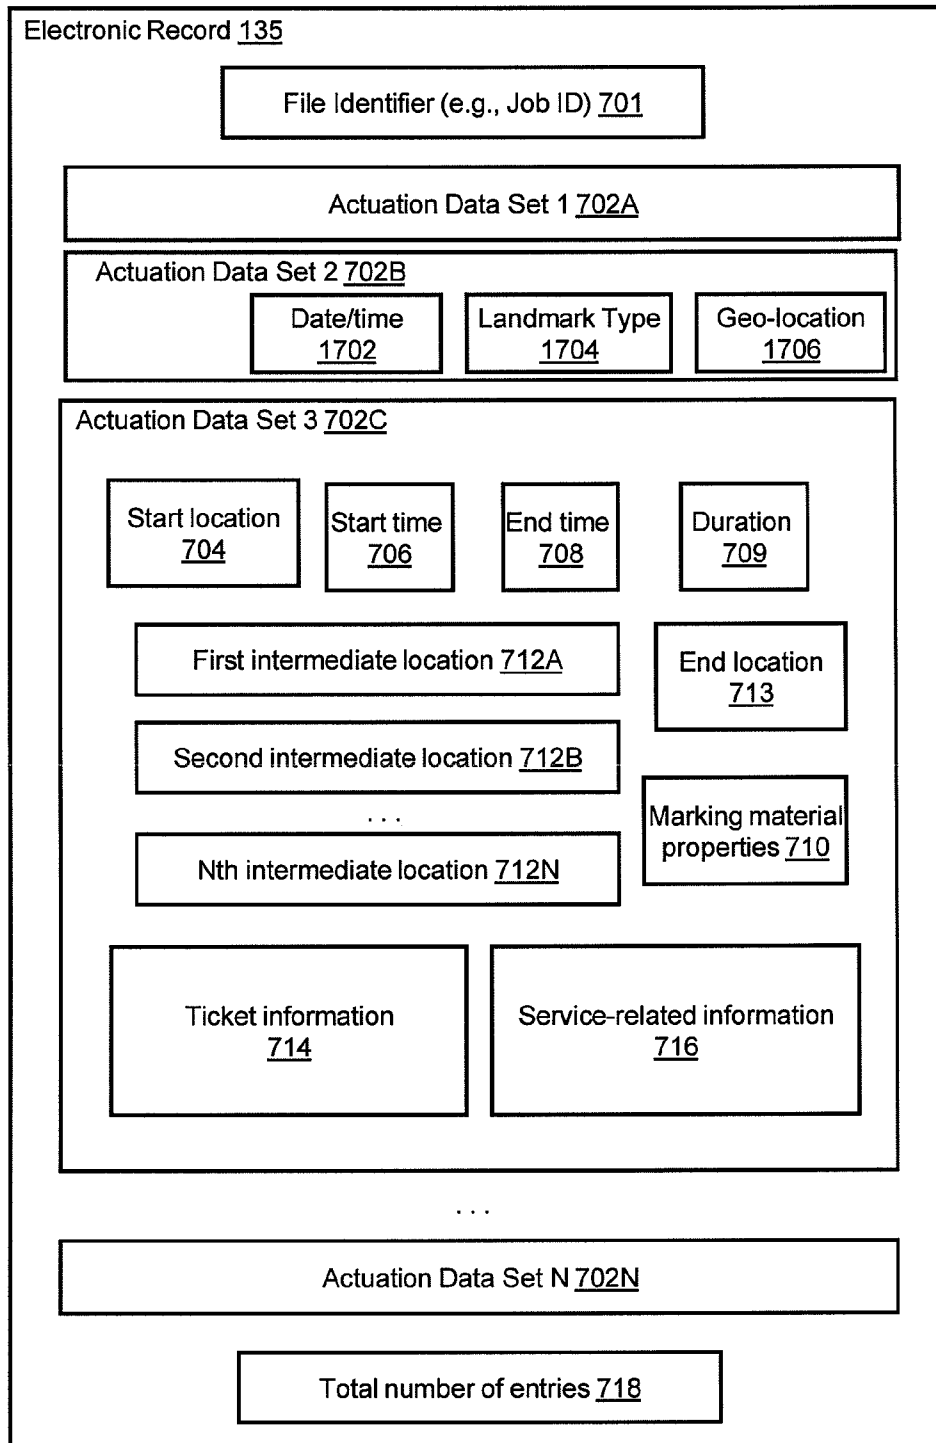 Electronic Record 135
File Identifier (e.g., Job ID) 701
Actuation Data Set 1 702A
Actuation Data Set 2 702B
Date/time
1702
Landmark Type
1704
Geo-location
1706
Actuation Data Set 3 702C
Start location
704
Start time
706
End time
708
Duration
709
First intermediate location 712A
End location
713
Second intermediate location 712B
. . .
Marking material
properties 710
Nth intermediate location 712N
Ticket information
714
Service-related information
716
. . .
Actuation Data Set N 702N
Total number of entries 718